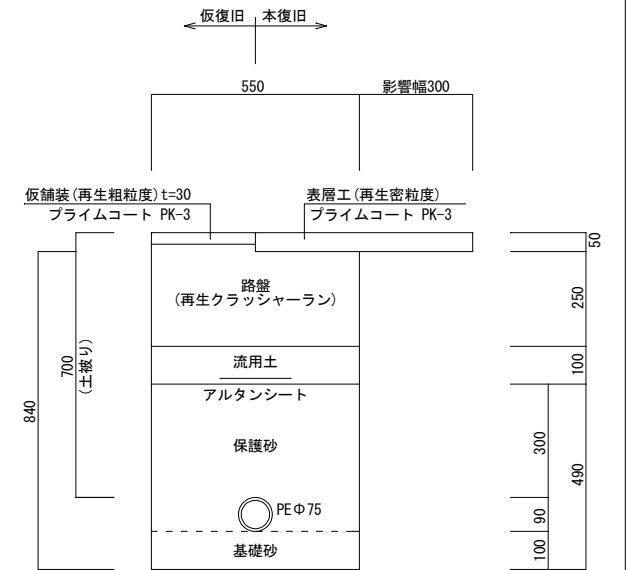 仮復旧 本復旧
550 影響幅300
仮舗装(再生粗粒度)t=30
プライムコート PK-3
表層工(再生密粒度)
プライムコート PK-3
50
路盤
(再生クラッシャーラン)
250
流用土
100
アルタンシート
700
(土被り)
840
保護砂
300
490
PEΦ75
90
基礎砂
100